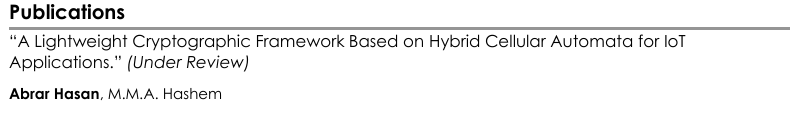 Publications
“A Lightweight Cryptographic Framework Based on Hybrid Cellular Automata for IoT
Applications.” (Under Review)
Abrar Hasan, M.M.A. Hashem